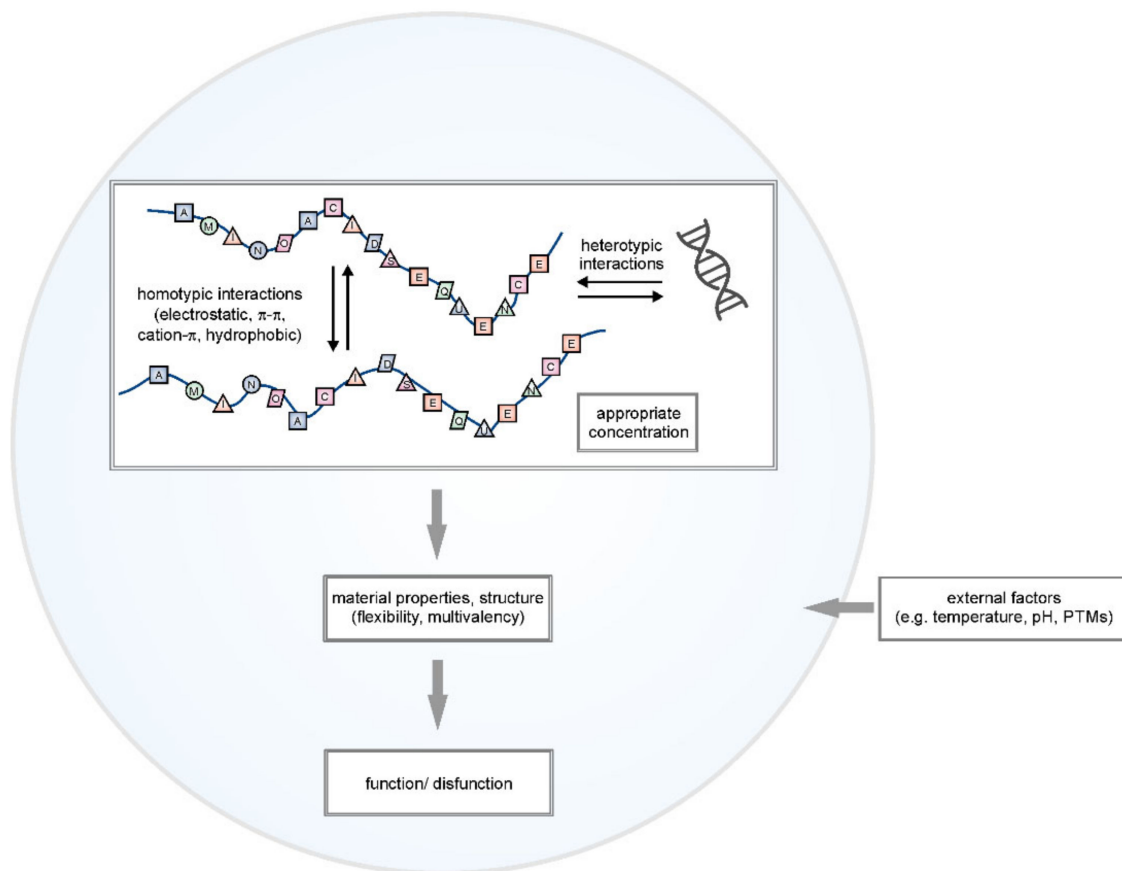 A M I N O A C I D S E Q U E N C E
heterotypic
interactions
homotypic interactions
(electrostatic, π-π,
cation-π, hydrophobic)
A M I N O A C I D S E Q U E N C E
appropriate
concentration
material properties, structure
(flexibility, multivalency)
external factors
(e.g. temperature, pH, PTMs)
function/ disfunction